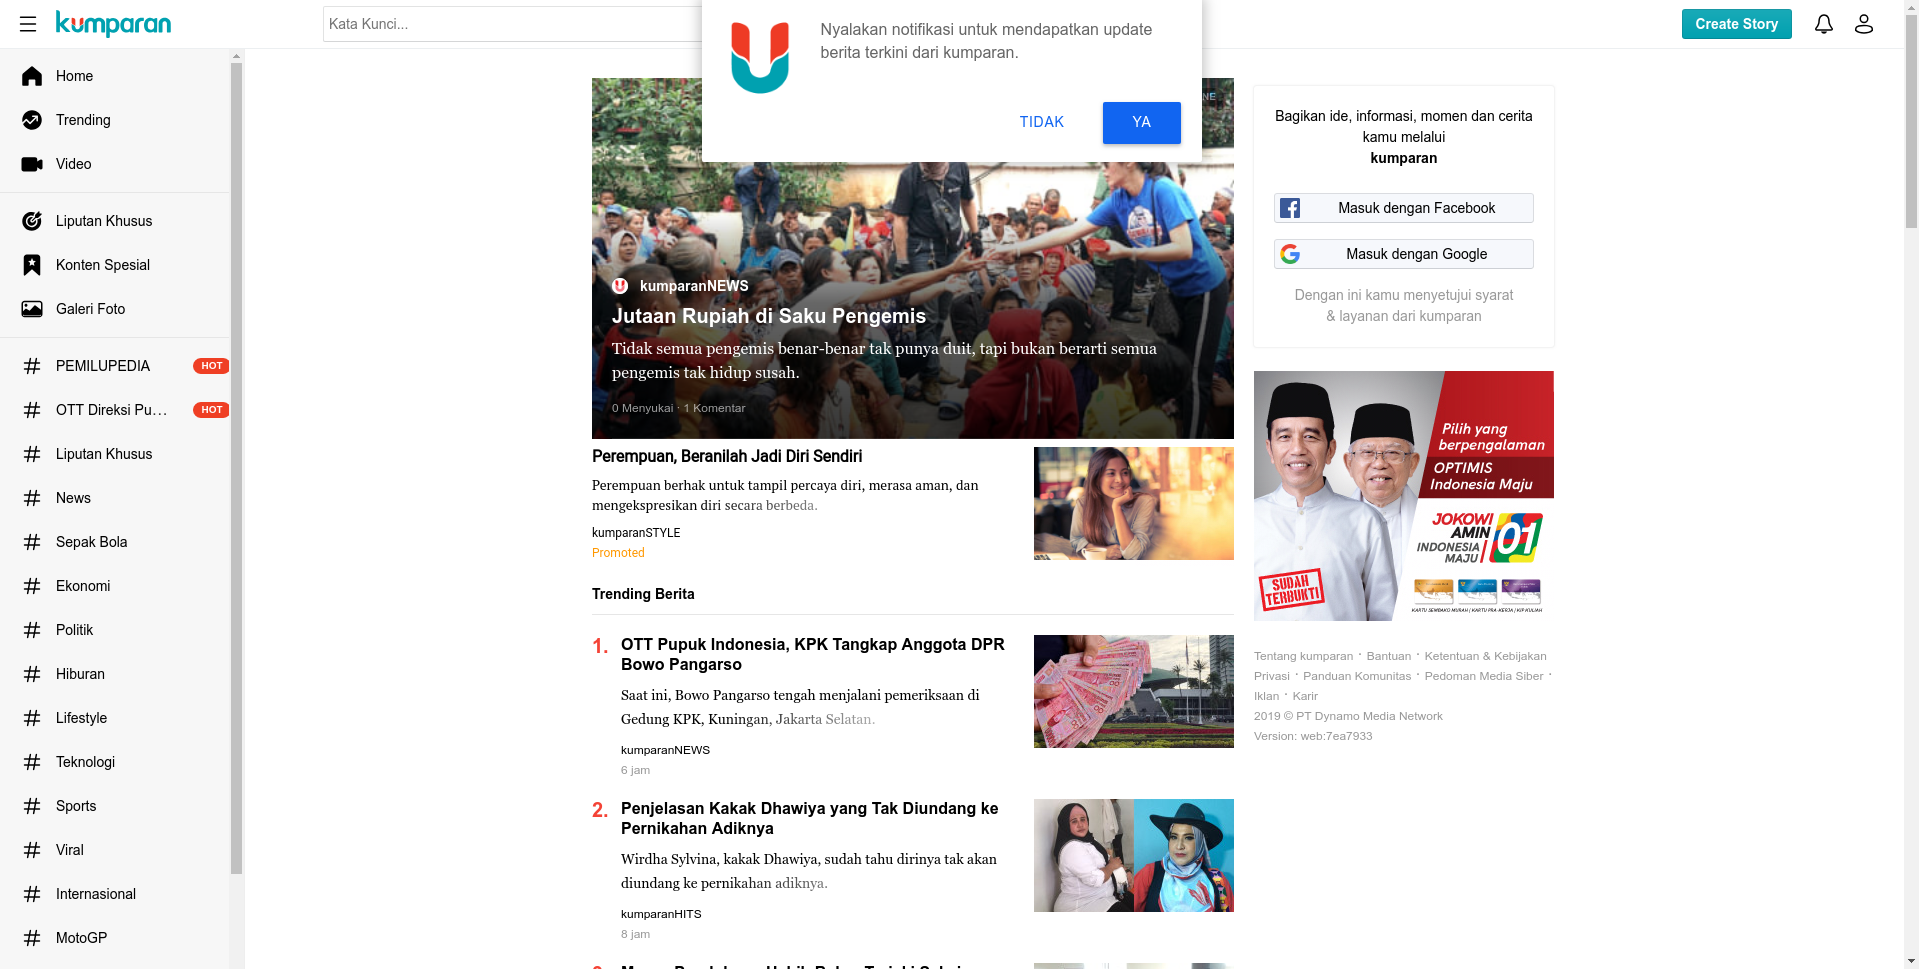 kumparan
Kata Kunci...
Nyalakan notifikasi untuk mendapatkan update
berita terkini dari kumparan.
TIDAK
YA
Create Story
Home
Trending
Video
Liputan Khusus
Konten Spesial
Galeri Foto
# PEMILUPEDIA HOT
# OTT Direksi Pu... HOT
# Liputan Khusus
# News
# Sepak Bola
# Ekonomi
# Politik
# Hiburan
# Lifestyle
# Teknologi
# Sports
# Viral
# Internasional
# MotoGP
NE
kumparanNEWS
Jutaan Rupiah di Saku Pengemis
Tidak semua pengemis benar-benar tak punya duit, tapi bukan berarti semua
pengemis tak hidup susah.
0 Menyukai · 1 Komentar
Perempuan, Beranilah Jadi Diri Sendiri
Perempuan berhak untuk tampil percaya diri, merasa aman, dan
mengekspresikan diri secara berbeda.
kumparanSTYLE
Promoted
Trending Berita
1. OTT Pupuk Indonesia, KPK Tangkap Anggota DPR
Bowo Pangarso
Saat ini, Bowo Pangarso tengah menjalani pemeriksaan di
Gedung KPK, Kuningan, Jakarta Selatan.
kumparanNEWS
6 jam
2. Penjelasan Kakak Dhawiya yang Tak Diundang ke
Pernikahan Adiknya
Wirdha Sylvina, kakak Dhawiya, sudah tahu dirinya tak akan
diundang ke pernikahan adiknya.
kumparanHITS
8 jam
Bagikan ide, informasi, momen dan cerita
kamu melalui
kumparan
Masuk dengan Facebook
Masuk dengan Google
Dengan ini kamu menyetujui syarat
& layanan dari kumparan
Pilih yang
berpengalaman
OPTIMIS
Indonesia Maju
JOKOWI
AMIN
INDONESIA
MAJU
01
SUDAH
TERBUKTI
KARTU SEMBAKO MURAH | KARTU PRA-KERJA | KIP KULIAH
Tentang kumparan · Bantuan · Ketentuan & Kebijakan
Privasi · Panduan Komunitas · Pedoman Media Siber ·
Iklan · Karir
2019 © PT Dynamo Media Network
Version: web:7ea7933